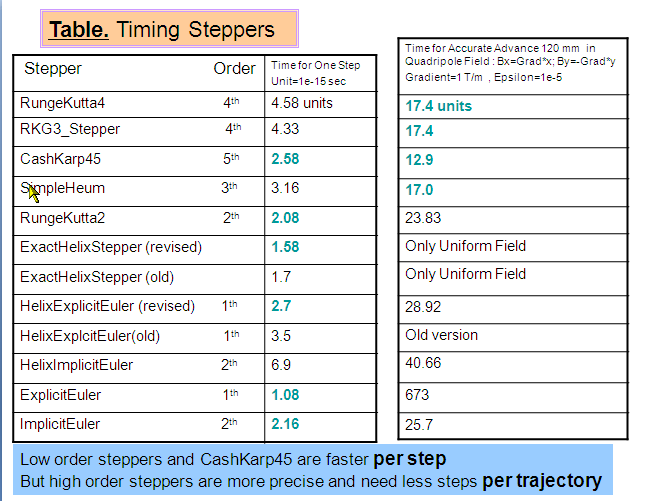 Table. Timing Steppers
Stepper Order Time for One Step
Unit=1e-15 sec
Time for Accurate Advance 120 mm in
Quadripole Field : Bx=Grad*x; By=-Grad*y
Gradient=1 T/m , Epsilon=1e-5
RungeKutta4 4th 4.58 units 17.4 units
RKG3_Stepper 4th 4.33 17.4
CashKarp45 5th 2.58 12.9
SimpleHeum 3th 3.16 17.0
RungeKutta2 2th 2.08 23.83
ExactHelixStepper (revised) 1.58 Only Uniform Field
ExactHelixStepper (old) 1.7 Only Uniform Field
HelixExplicitEuler (revised) 1th 2.7 28.92
HelixExplcitEuler(old) 1th 3.5 Old version
HelixImplicitEuler 2th 6.9 40.66
ExplicitEuler 1th 1.08 673
ImplicitEuler 2th 2.16 25.7
Low order steppers and CashKarp45 are faster per step
But high order steppers are more precise and need less steps per trajectory